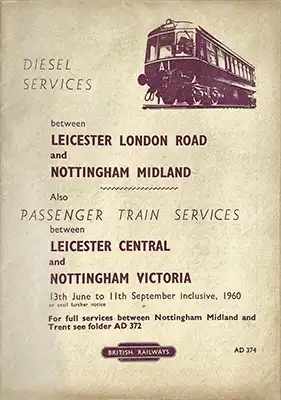 DIESEL
SERVICES
between
LEICESTER LONDON ROAD
and
NOTTINGHAM MIDLAND
Also
PASSENGER TRAIN SERVICES
between
LEICESTER CENTRAL
and
NOTTINGHAM VICTORIA
13th June to 11th September inclusive, 1960
or until further notice
For full services between Nottingham Midland and
Trent see folder AD 372
BRITISH RAILWAYS
AD 374